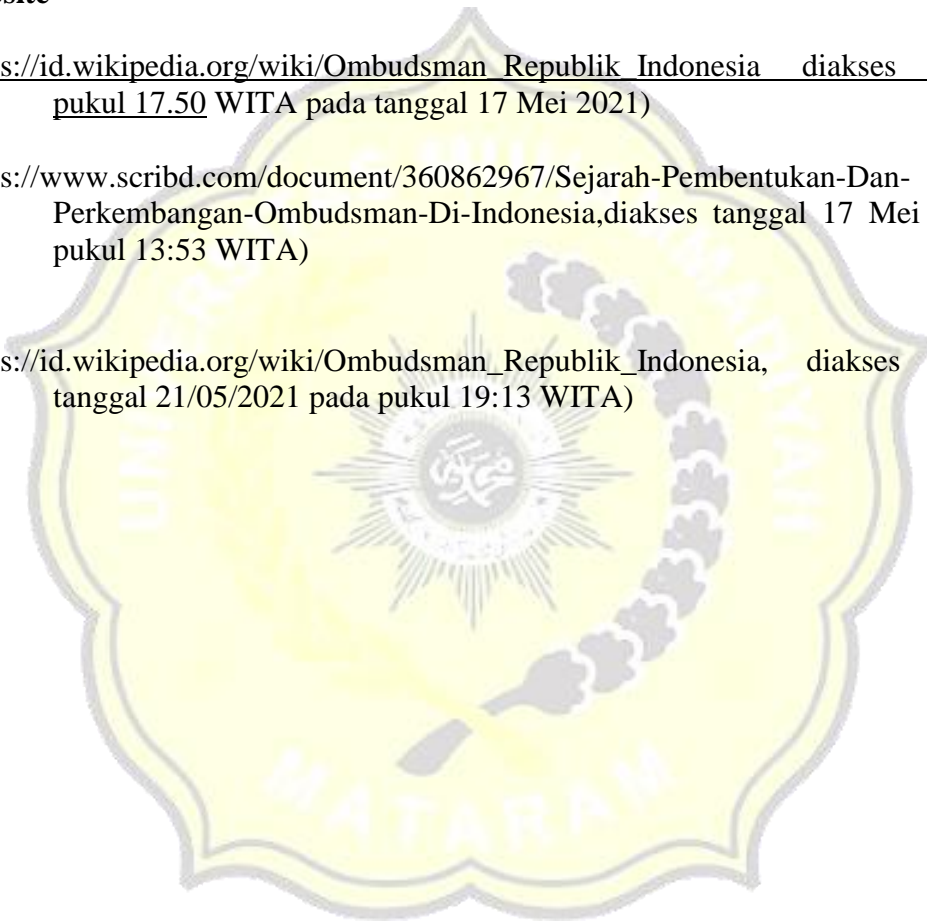 site
s://id.wikipedia.org/wiki/Ombudsman_Republik_Indonesia diakses
pukul 17.50 WITA pada tanggal 17 Mei 2021)
s://www.scribd.com/document/360862967/Sejarah-Pembentukan-Dan-
Perkembangan-Ombudsman-Di-Indonesia,diakses tanggal 17 Mei
pukul 13:53 WITA)
s://id.wikipedia.org/wiki/Ombudsman_Republik_Indonesia, diakses
tanggal 21/05/2021 pada pukul 19:13 WITA)
MATARAM